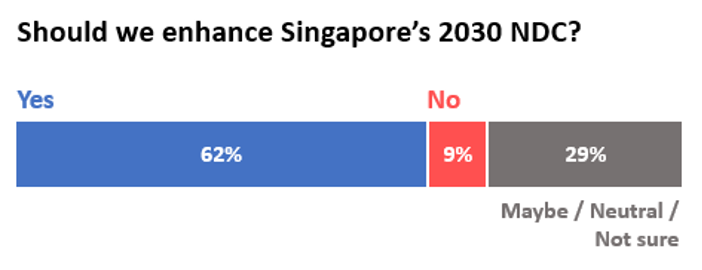 Should we enhance Singapore's 2030 NDC?
Yes No
62% 9% 29%
Maybe / Neutral /
Not sure